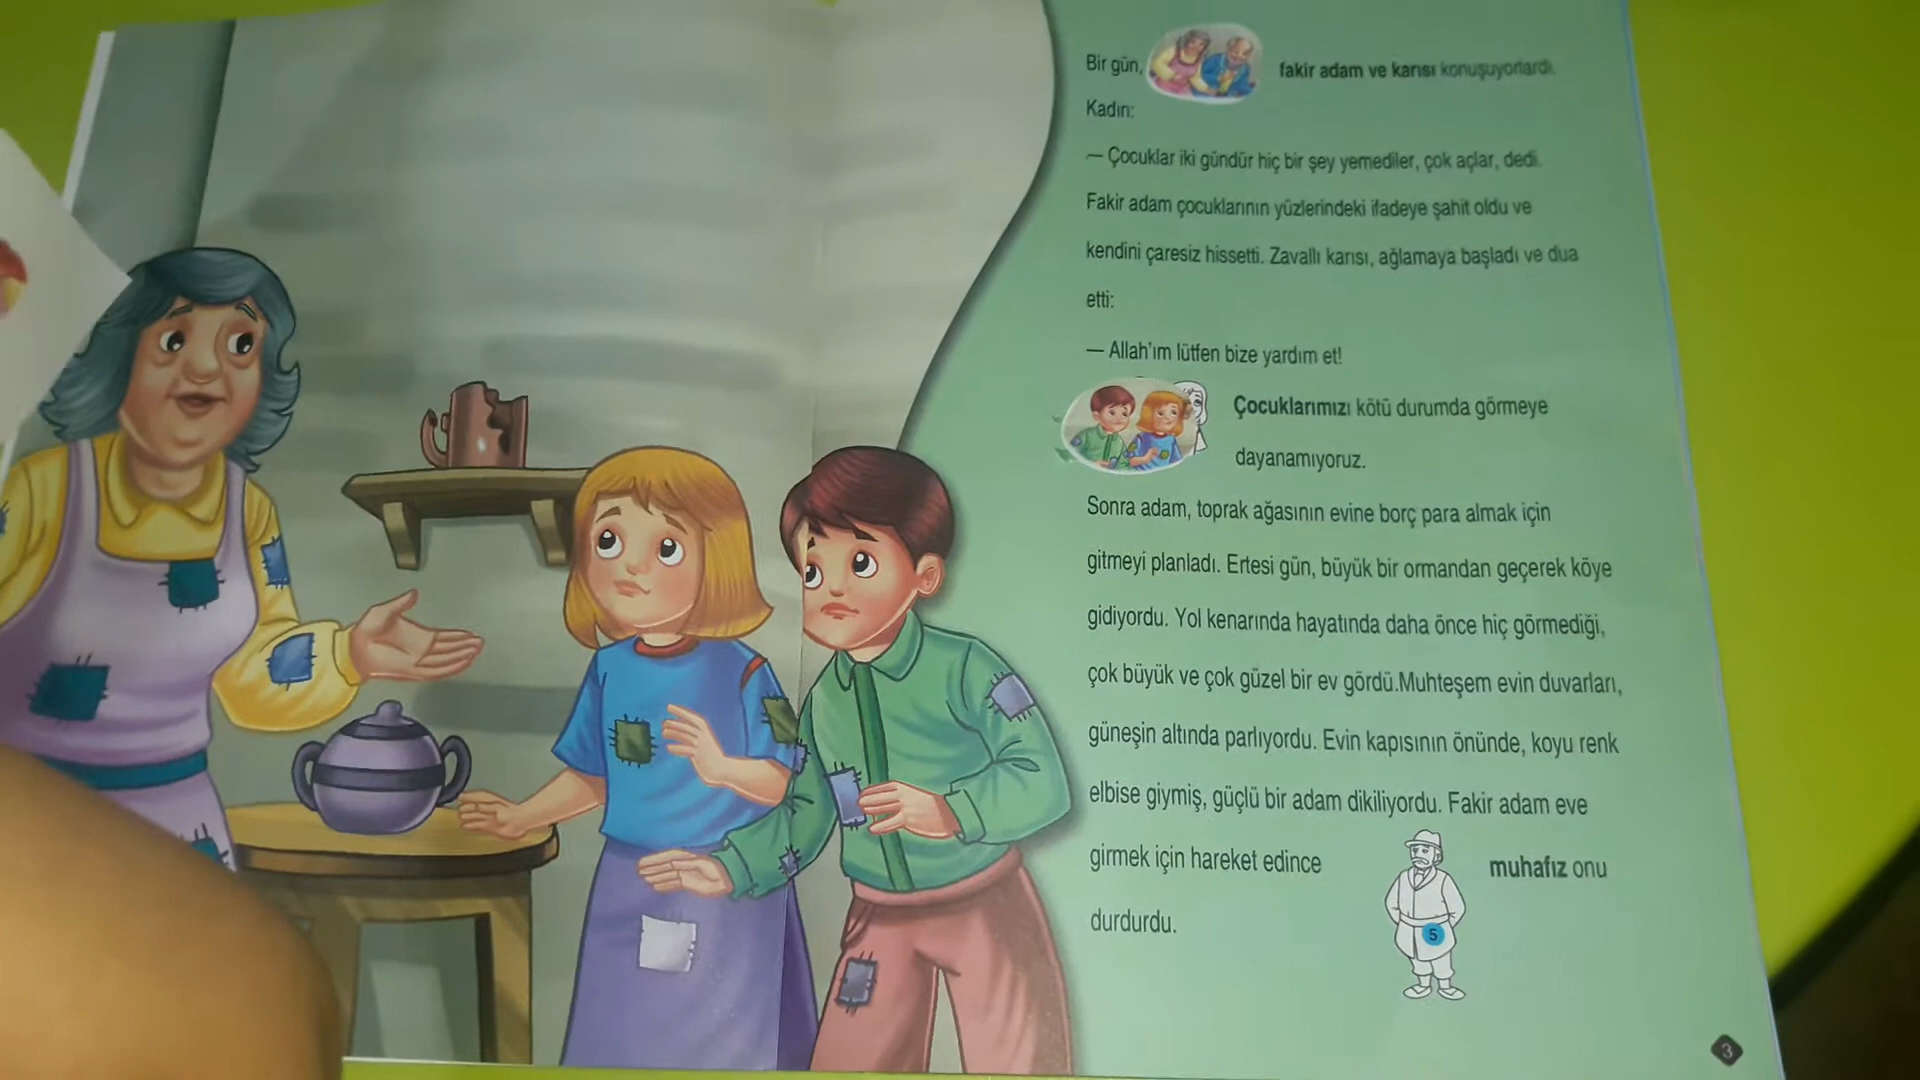 Bir gün, fakir adam ve karısı konuşuyorlardı.
Kadın:
— Çocuklar iki gündür hiç bir şey yemediler, çok açlar, dedi.
Fakir adam çocuklarının yüzlerindeki ifadeye şahit oldu ve
kendini çaresiz hissetti. Zavallı karısı, ağlamaya başladı ve dua
etti:
— Allah'ım lütfen bize yardım et!
Çocuklarımızı kötü durumda görmeye
dayanamıyoruz.
Sonra adam, toprak ağasının evine borç para almak için
gitmeyi planladı. Ertesi gün, büyük bir ormandan geçerek köye
gidiyordu. Yol kenarında hayatında daha önce hiç görmediği,
çok büyük ve çok güzel bir ev gördü.Muhteşem evin duvarları,
güneşin altında parlıyordu. Evin kapısının önünde, koyu renk
elbise giymiş, güçlü bir adam dikiliyordu. Fakir adam eve
girmek için hareket edince muhafız onu
durdurdu.
5
3